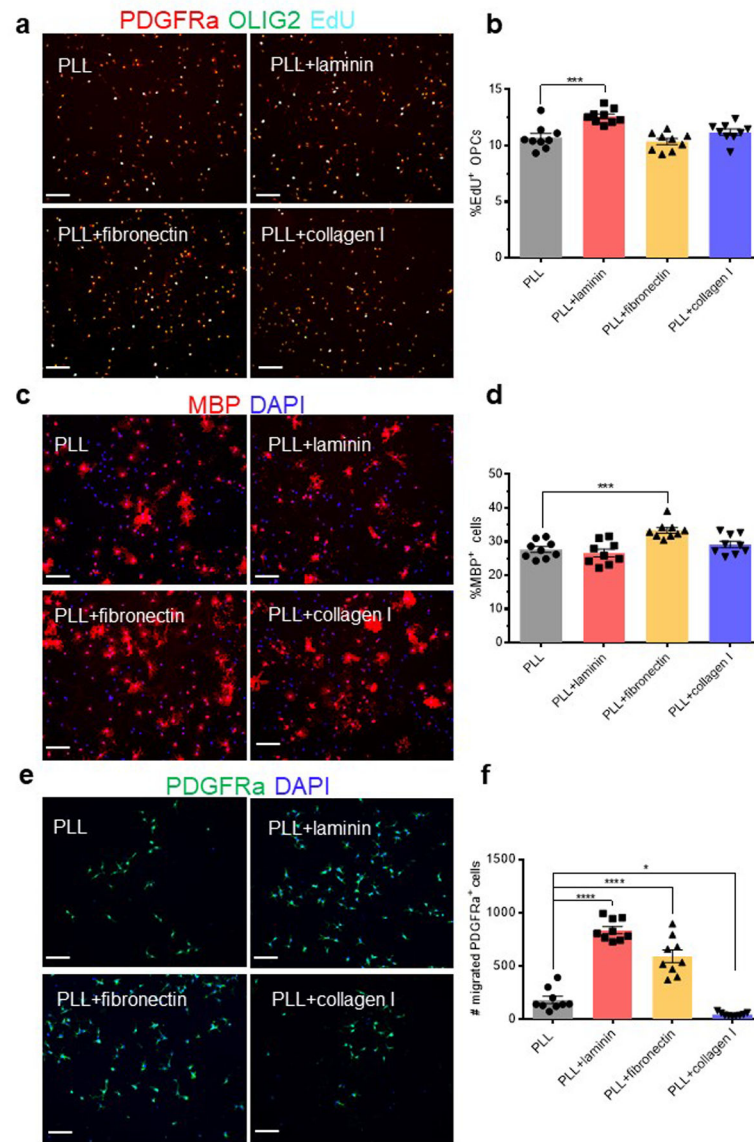 a
PDGFRa OLIG2 EdU
PLL
PLL+laminin
PLL+fibronectin
PLL+collagen I
b
***
15
10
5
0
%EdU+ OPCs
PLL
PLL+laminin
PLL+fibronectin
PLL+collagen I
c
MBP DAPI
PLL
PLL+laminin
PLL+fibronectin
PLL+collagen I
d
***
50
40
30
20
10
0
%MBP+ cells
PLL
PLL+laminin
PLL+fibronectin
PLL+collagen I
e
PDGFRa DAPI
PLL
PLL+laminin
PLL+fibronectin
PLL+collagen I
f
*
****
****
1500
1000
500
0
# migrated PDGFRa+ cells
PLL
PLL+laminin
PLL+fibronectin
PLL+collagen I